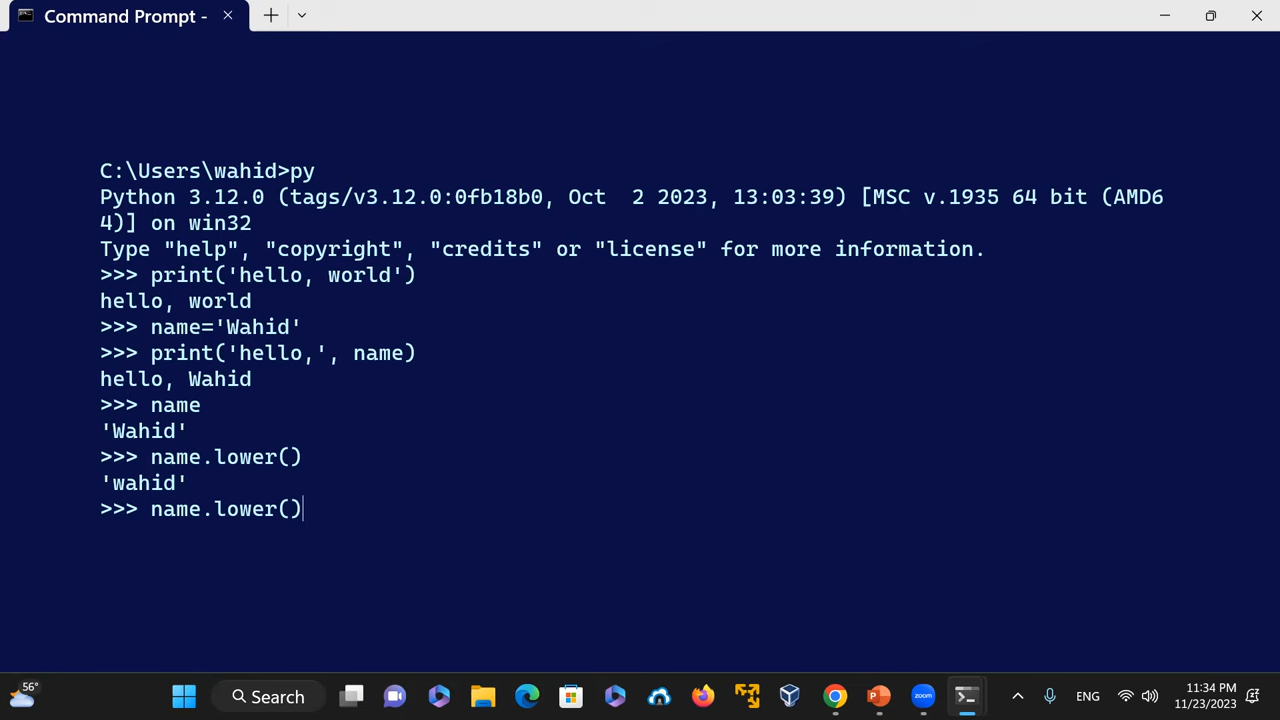 Command Prompt -
C:\Users\wahid>py
Python 3.12.0 (tags/v3.12.0:0fb18b0, Oct  2 2023, 13:03:39) [MSC v.1935 64 bit (AMD6
4)] on win32
Type "help", "copyright", "credits" or "license" for more information.
>>> print('hello, world')
hello, world
>>> name='Wahid'
>>> print('hello,', name)
hello, Wahid
>>> name
'Wahid'
>>> name.lower()
'wahid'
>>> name.lower()
56°
Search
zoom
ENG
11:34 PM
11/23/2023